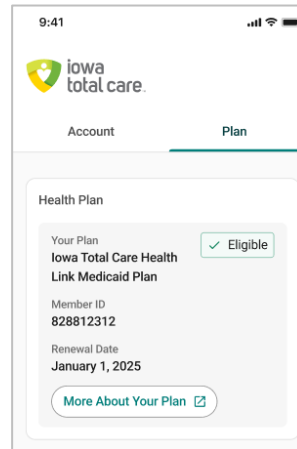 9:41
iowa
total care.
Account Plan
Health Plan
Your Plan
Iowa Total Care Health
Link Medicaid Plan
Eligible
Member ID
828812312
Renewal Date
January 1, 2025
More About Your Plan